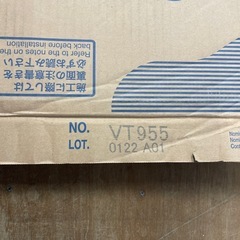 施工に際しては
裏面の注意書きを
必ずお読み下さい
Refer to the notes on the
back before installation
NO. VT955
LOT. 0122 A01